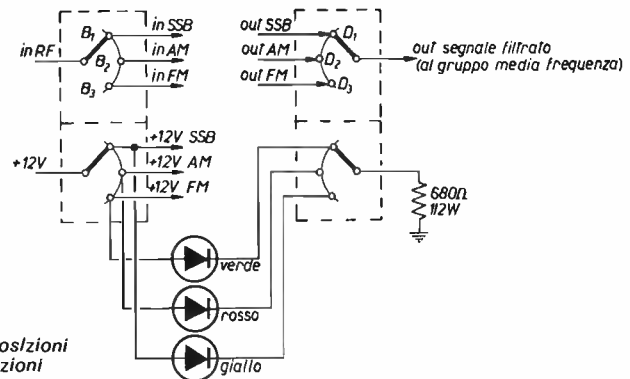 in RF
B1
B2
B3
in SSB
in AM
in FM
out SSB
out AM
out FM
D1
D2
D3
out segnale filtrato
(al gruppo media frequenza)
+12V
+12V SSB
+12V AM
+12V FM
680Ω
1/2W
verde
rosso
giallo
osizioni
zioni